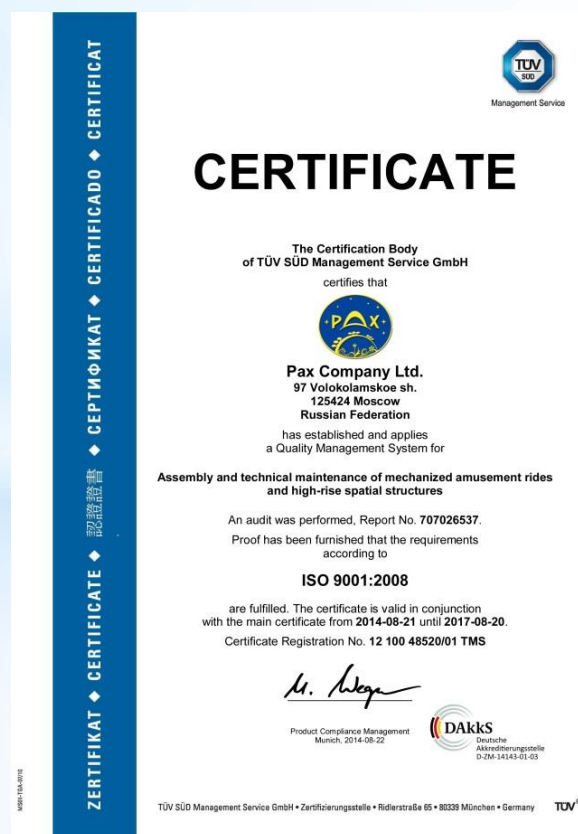 TÜV
SÜD
Management Service
CERTIFICATE
The Certification Body
of TÜV SÜD Management Service GmbH
certifies that
PAX
Pax Company Ltd.
97 Volokolamskoe sh.
125424 Moscow
Russian Federation
has established and applies
a Quality Management System for
Assembly and technical maintenance of mechanized amusement rides
and high-rise spatial structures
An audit was performed, Report No. 707026537.
Proof has been furnished that the requirements
according to
ISO 9001:2008
are fulfilled. The certificate is valid in conjunction
with the main certificate from 2014-08-21 until 2017-08-20.
Certificate Registration No. 12 100 48520/01 TMS
Product Compliance Management
Munich, 2014-08-22
DAkkS
Deutsche
Akkreditierungsstelle
D-ZM-14143-01-03
TÜV SÜD Management Service GmbH • Zertifizierungsstelle • Ridlerstraße 65 • 80339 München • Germany
TÜV®
ZERTIFIKAT ◆ CERTIFICATE ◆ 認證證書 ◆ СЕРТИФИКАТ ◆ CERTIFICADO ◆ CERTIFICAT